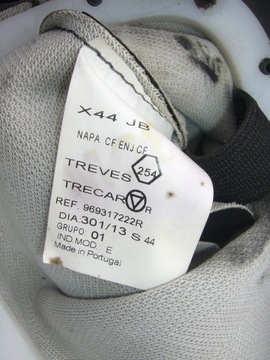 X44 JB
NAPA CF ENJ CF
TREVES 254
TRECAR R
REF. 969317222R
DIA.301/13 S 44
GRUPO 01
IND MOD: E
Made in Portugal